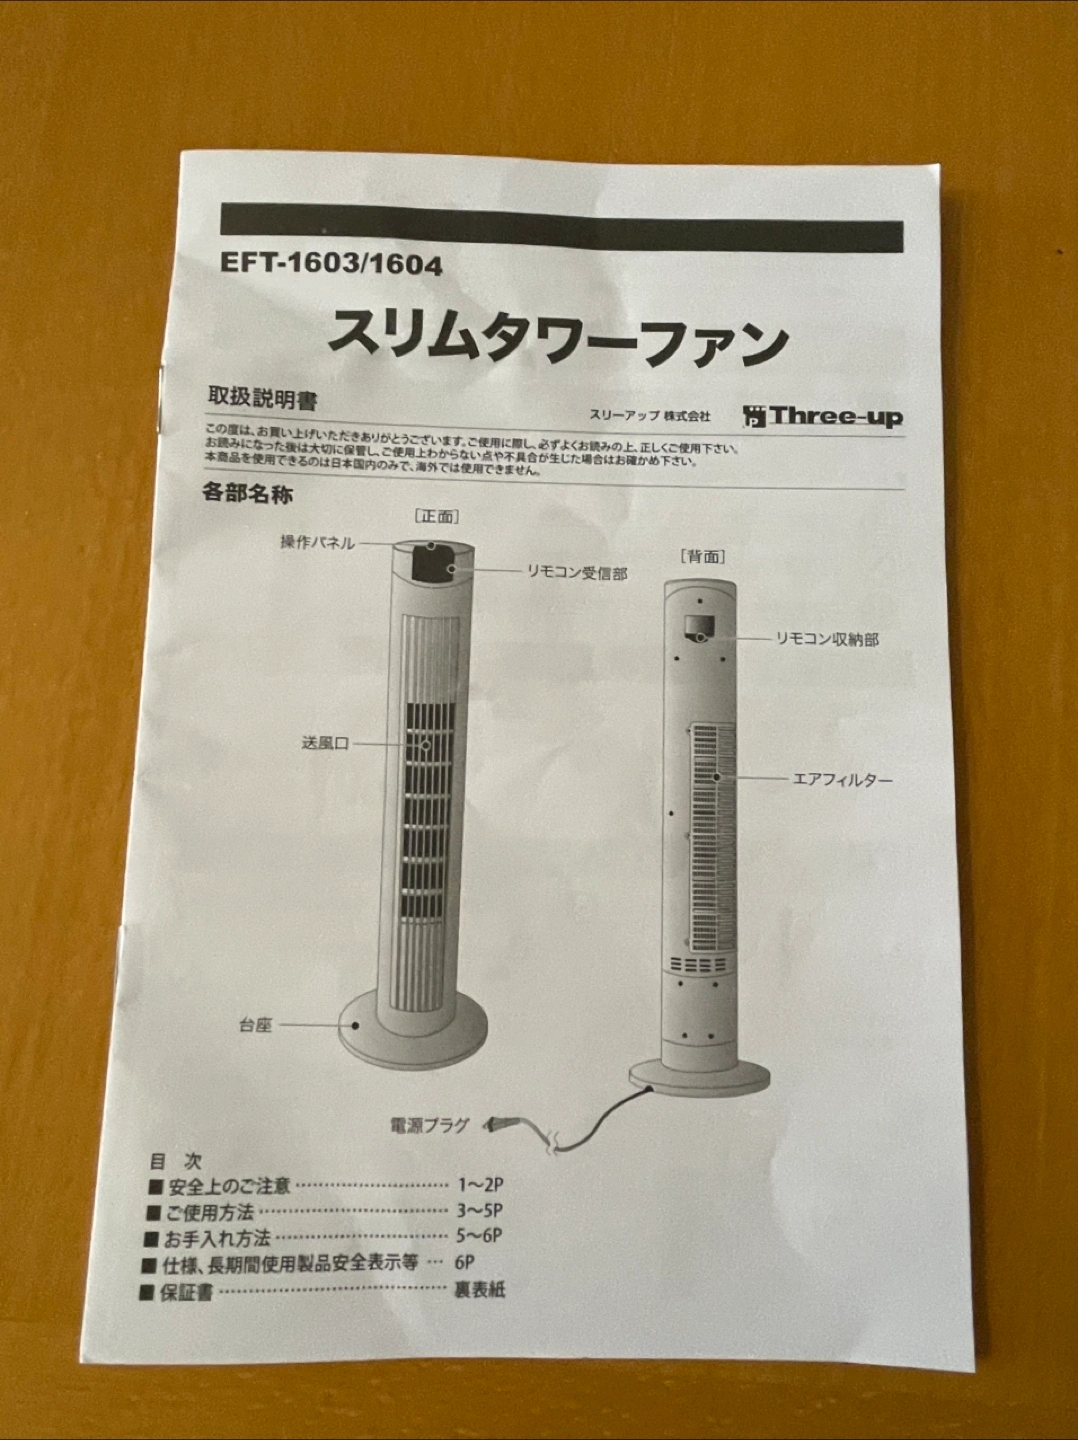 EFT-1603/1604
スリムタワーファン
取扱説明書
スリーアップ 株式会社 Three-up
この度は、お買い上げいただきありがとうございます。ご使用に際し、必ずよくお読みの上、正しくご使用下さい。
お読みになった後は大切に保管し、ご使用上わからない点や不具合が生じた場合はお確かめ下さい。
本商品を使用できるのは日本国内のみで、海外では使用できません。
各部名称
[正面]
操作パネル
リモコン受信部
送風口
台座
[背面]
リモコン収納部
エアフィルター
電源プラグ
目 次
■ 安全上のご注意 ………………………… 1〜2P
■ ご使用方法 ……………………………… 3〜5P
■ お手入れ方法 …………………………… 5〜6P
■ 仕様、長期間使用製品安全表示等 … 6P
■ 保証書 …………………………………… 裏表紙